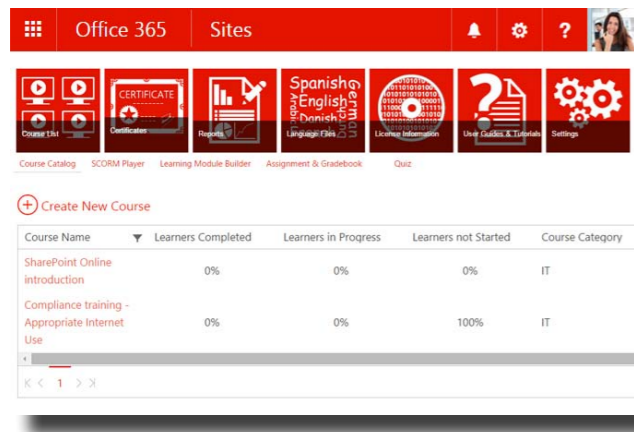 Office 365 Sites ?
CERTIFICATE
Spanish
English
Danish
German
Arabic
Course List Certificates Reports Language Files License Information User Guides & Tutorials Settings
Course Catalog SCORM Player Learning Module Builder Assignment & Gradebook Quiz
Create New Course
Course Name Learners Completed Learners in Progress Learners not Started Course Category
SharePoint Online
introduction
0% 0% 0% IT
Compliance training -
Appropriate Internet
Use
0% 0% 100% IT
1